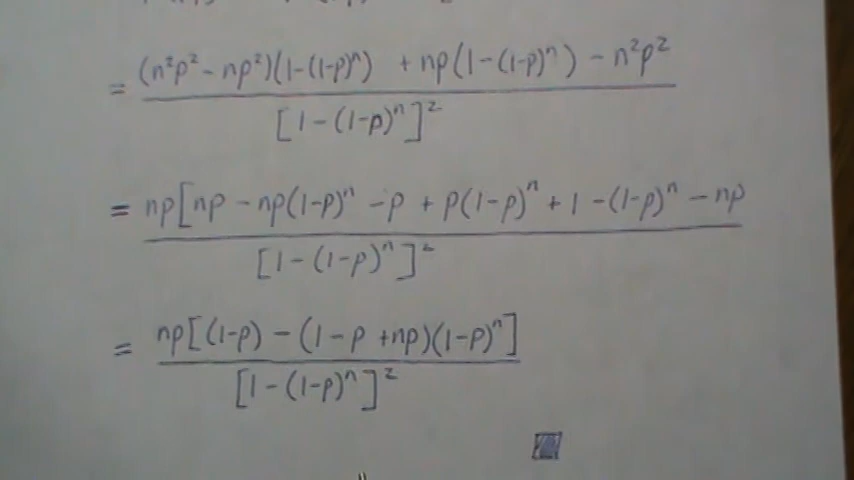 = (n²p² - np²)(1-(1-p)ⁿ) + np(1-(1-p)ⁿ) - n²p²
[1-(1-p)ⁿ]²
= np[np - np(1-p)ⁿ - p + p(1-p)ⁿ + 1 - (1-p)ⁿ - np
[1-(1-p)ⁿ]²
= np[(1-p) - (1-p+np)(1-p)ⁿ]
[1-(1-p)ⁿ]²